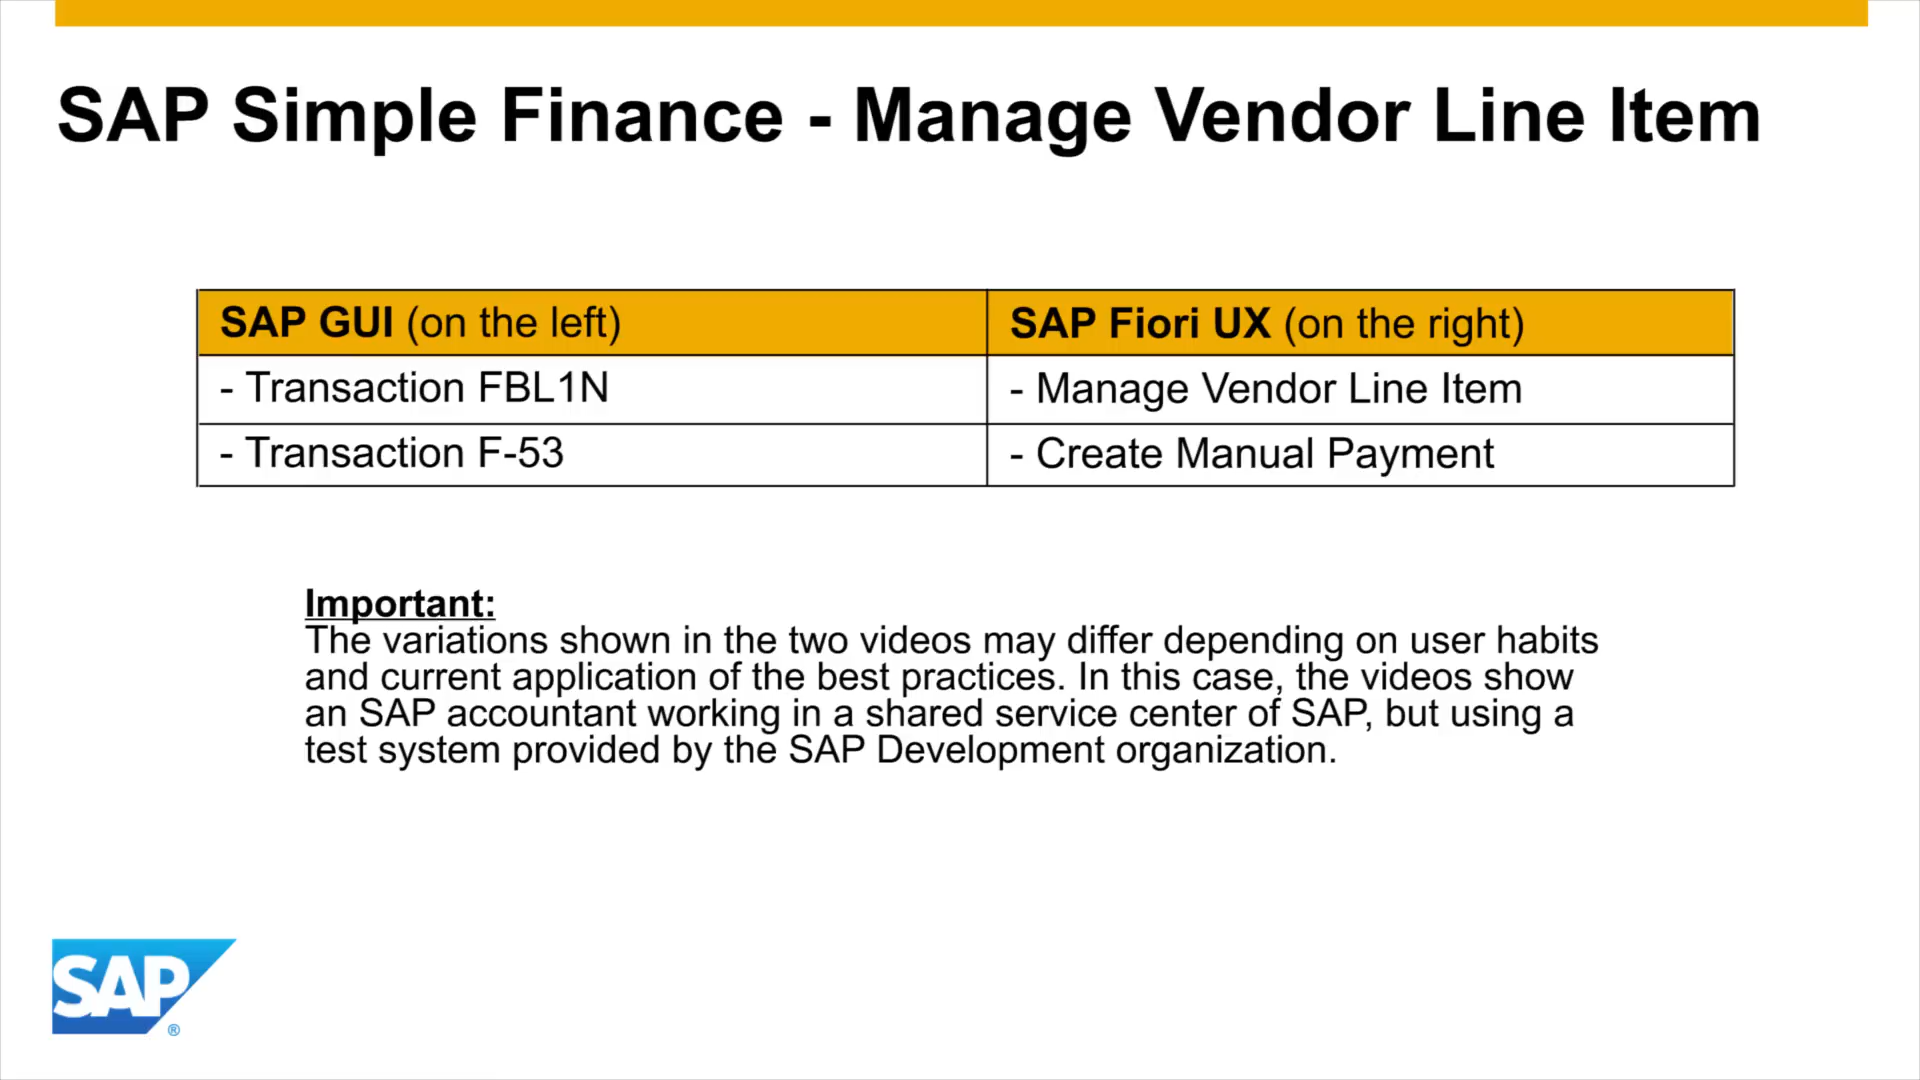 SAP Simple Finance - Manage Vendor Line Item
SAP GUI (on the left)
SAP Fiori UX (on the right)
- Transaction FBL1N
- Manage Vendor Line Item
- Transaction F-53
- Create Manual Payment
Important:
The variations shown in the two videos may differ depending on user habits
and current application of the best practices. In this case, the videos show
an SAP accountant working in a shared service center of SAP, but using a
test system provided by the SAP Development organization.
SAP®